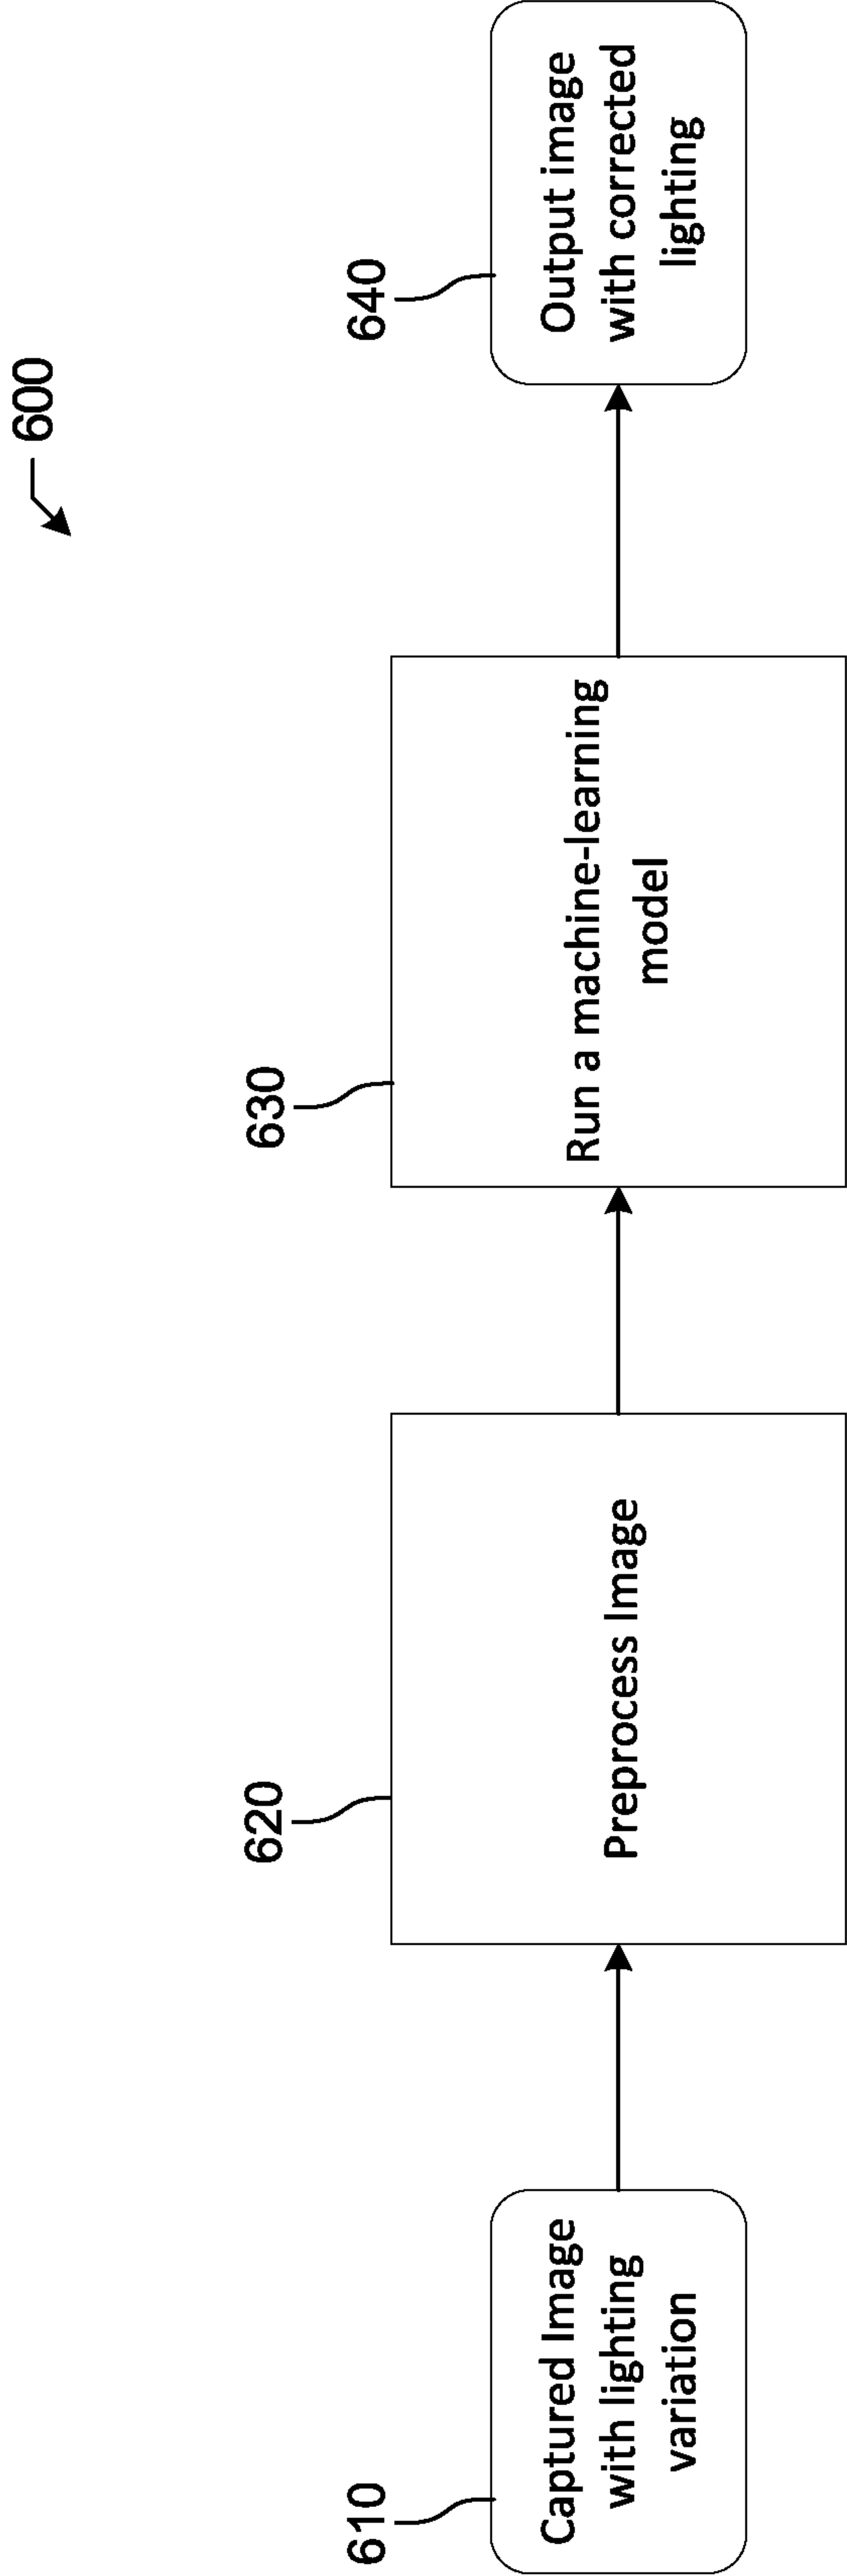 600
610
Captured Image
with lighting
variation
620
Preprocess Image
630
Run a machine-learning
model
640
Output image
with corrected
lighting